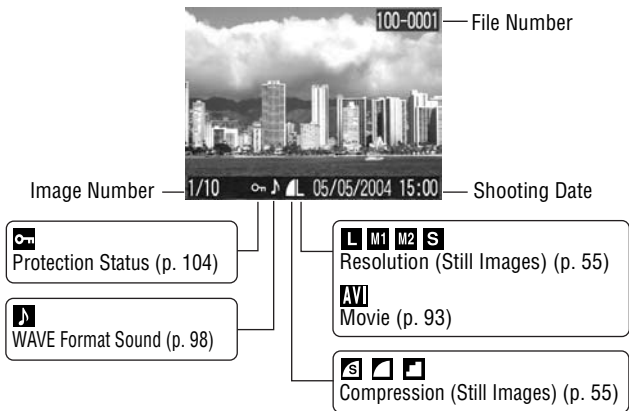 100-0001
File Number
Image Number
1/10
L 05/05/2004 15:00
Shooting Date
Protection Status (p. 104)
L M1 M2 S
Resolution (Still Images) (p. 55)
AVI
Movie (p. 93)
WAVE Format Sound (p. 98)
S
Compression (Still Images) (p. 55)